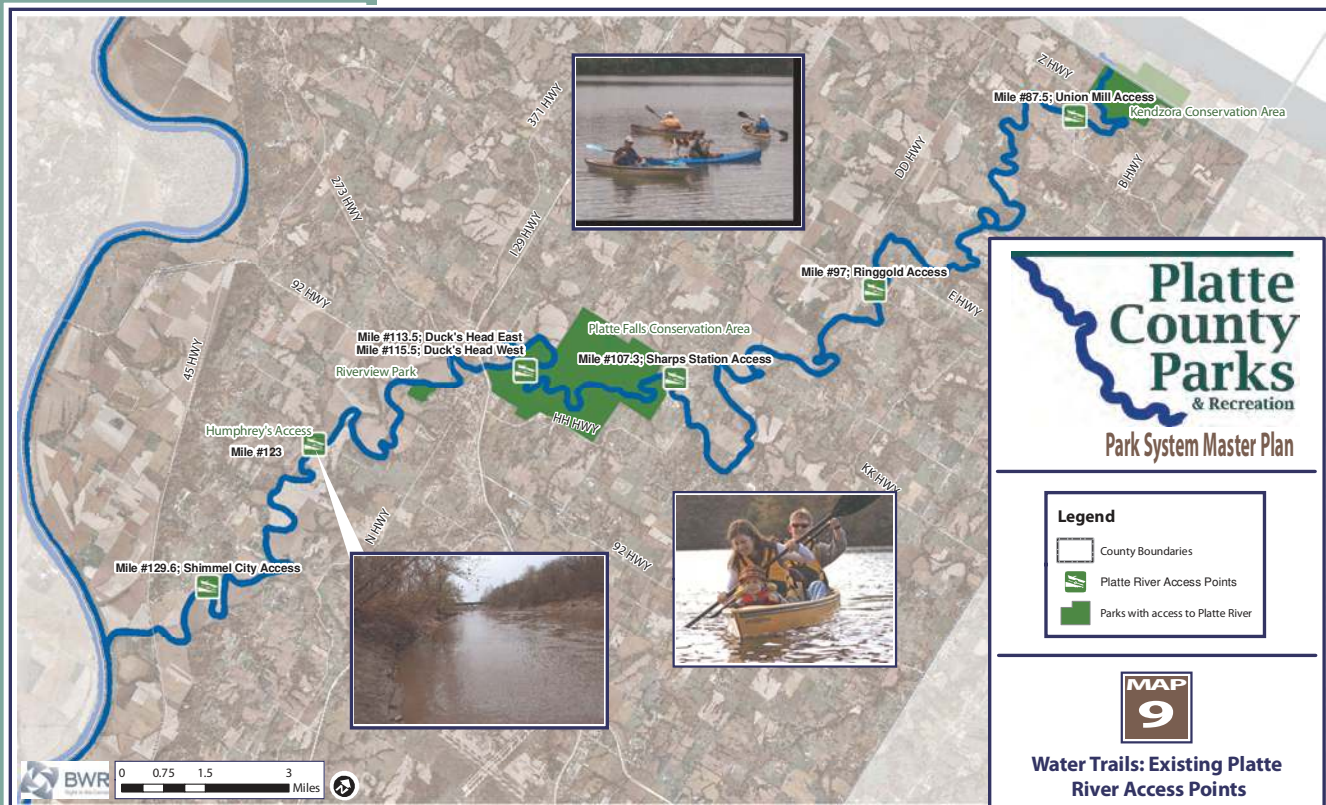 Z HWY
Mile #87.5; Union Mill Access
Kendzora Conservation Area
371 HWY
DD HWY
B HWY
273 HWY
I 29 HWY
Mile #97; Ringgold Access
E HWY
92 HWY
Platte Falls Conservation Area
Mile #113.5; Duck's Head East
Mile #115.5; Duck's Head West
Mile #107.3; Sharps Station Access
45 HWY
Riverview Park
HH HWY
Humphrey's Access
Mile #123
KK HWY
N HWY
92 HWY
Mile #129.6; Shimmel City Access
BWR
0 0.75 1.5 3
Miles
Platte
County
Parks
& Recreation
Park System Master Plan
Legend
County Boundaries
Platte River Access Points
Parks with access to Platte River
MAP
9
Water Trails: Existing Platte
River Access Points